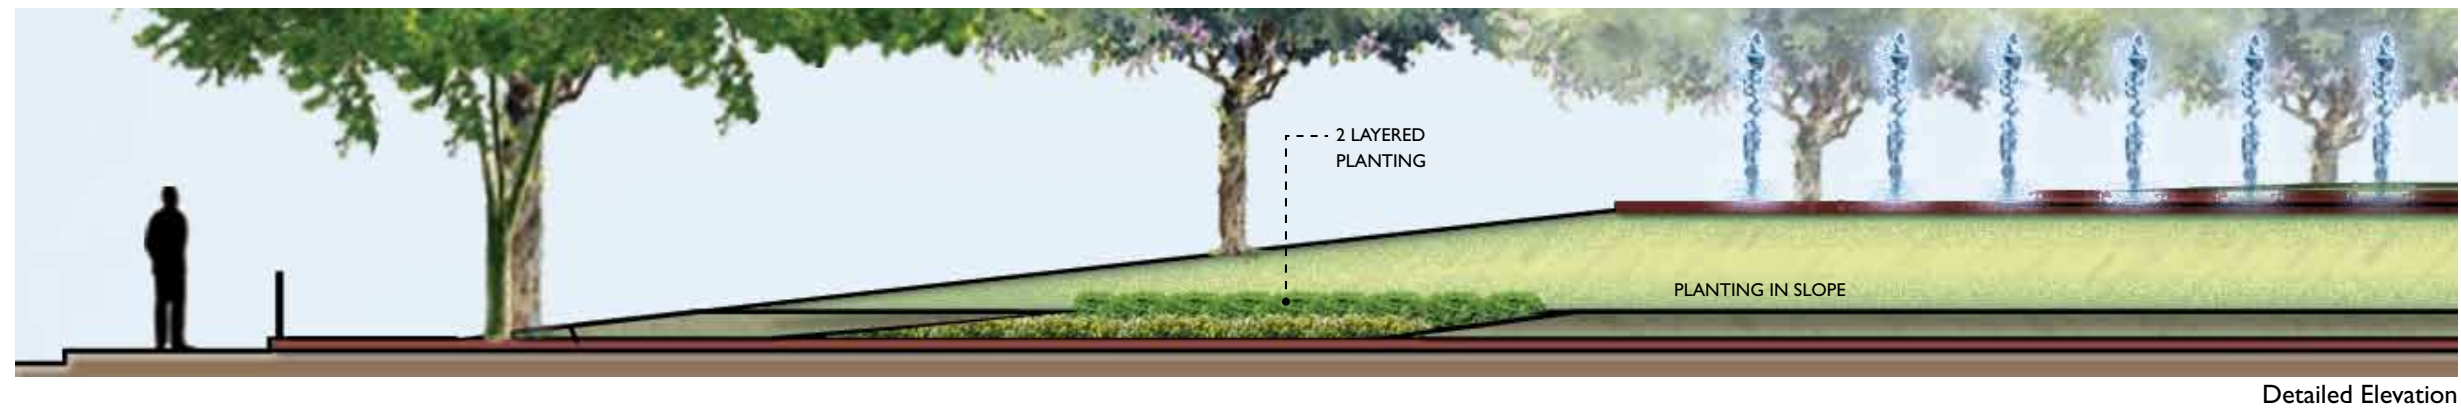 2 LAYERED
PLANTING
PLANTING IN SLOPE
Detailed Elevation